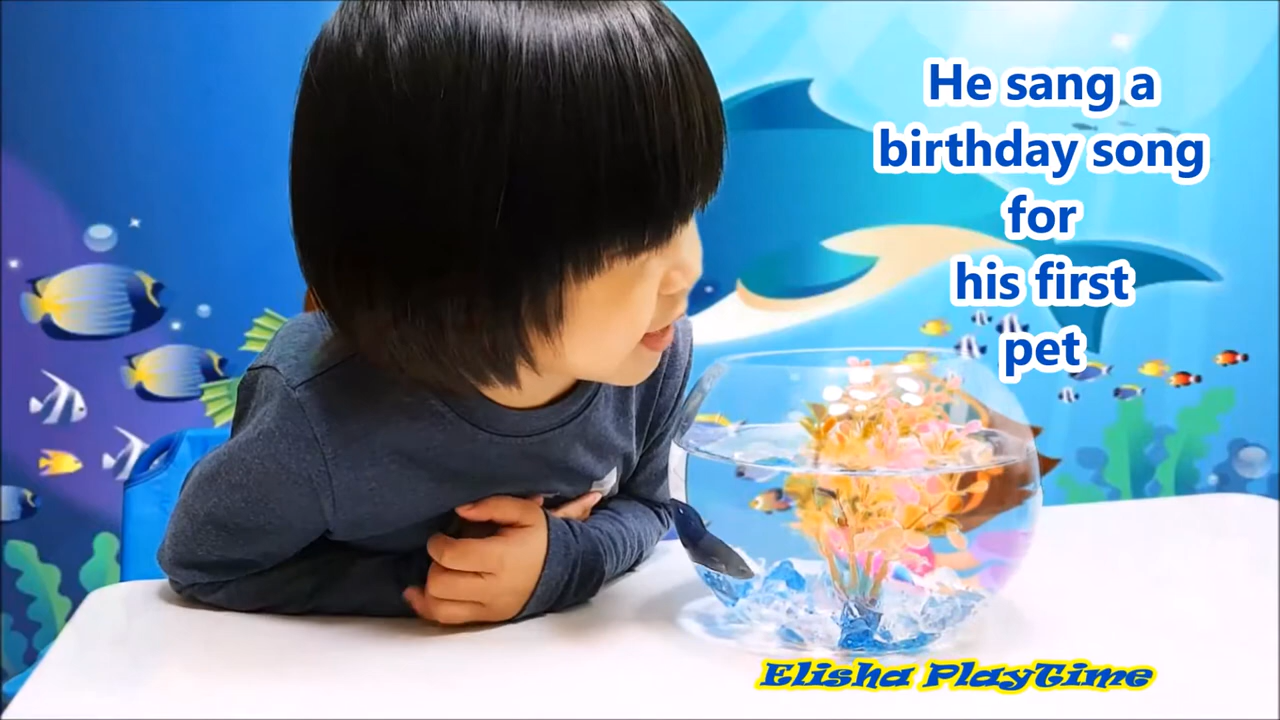 He sang a
birthday song
for
his first
pet
Elisha PlayTime